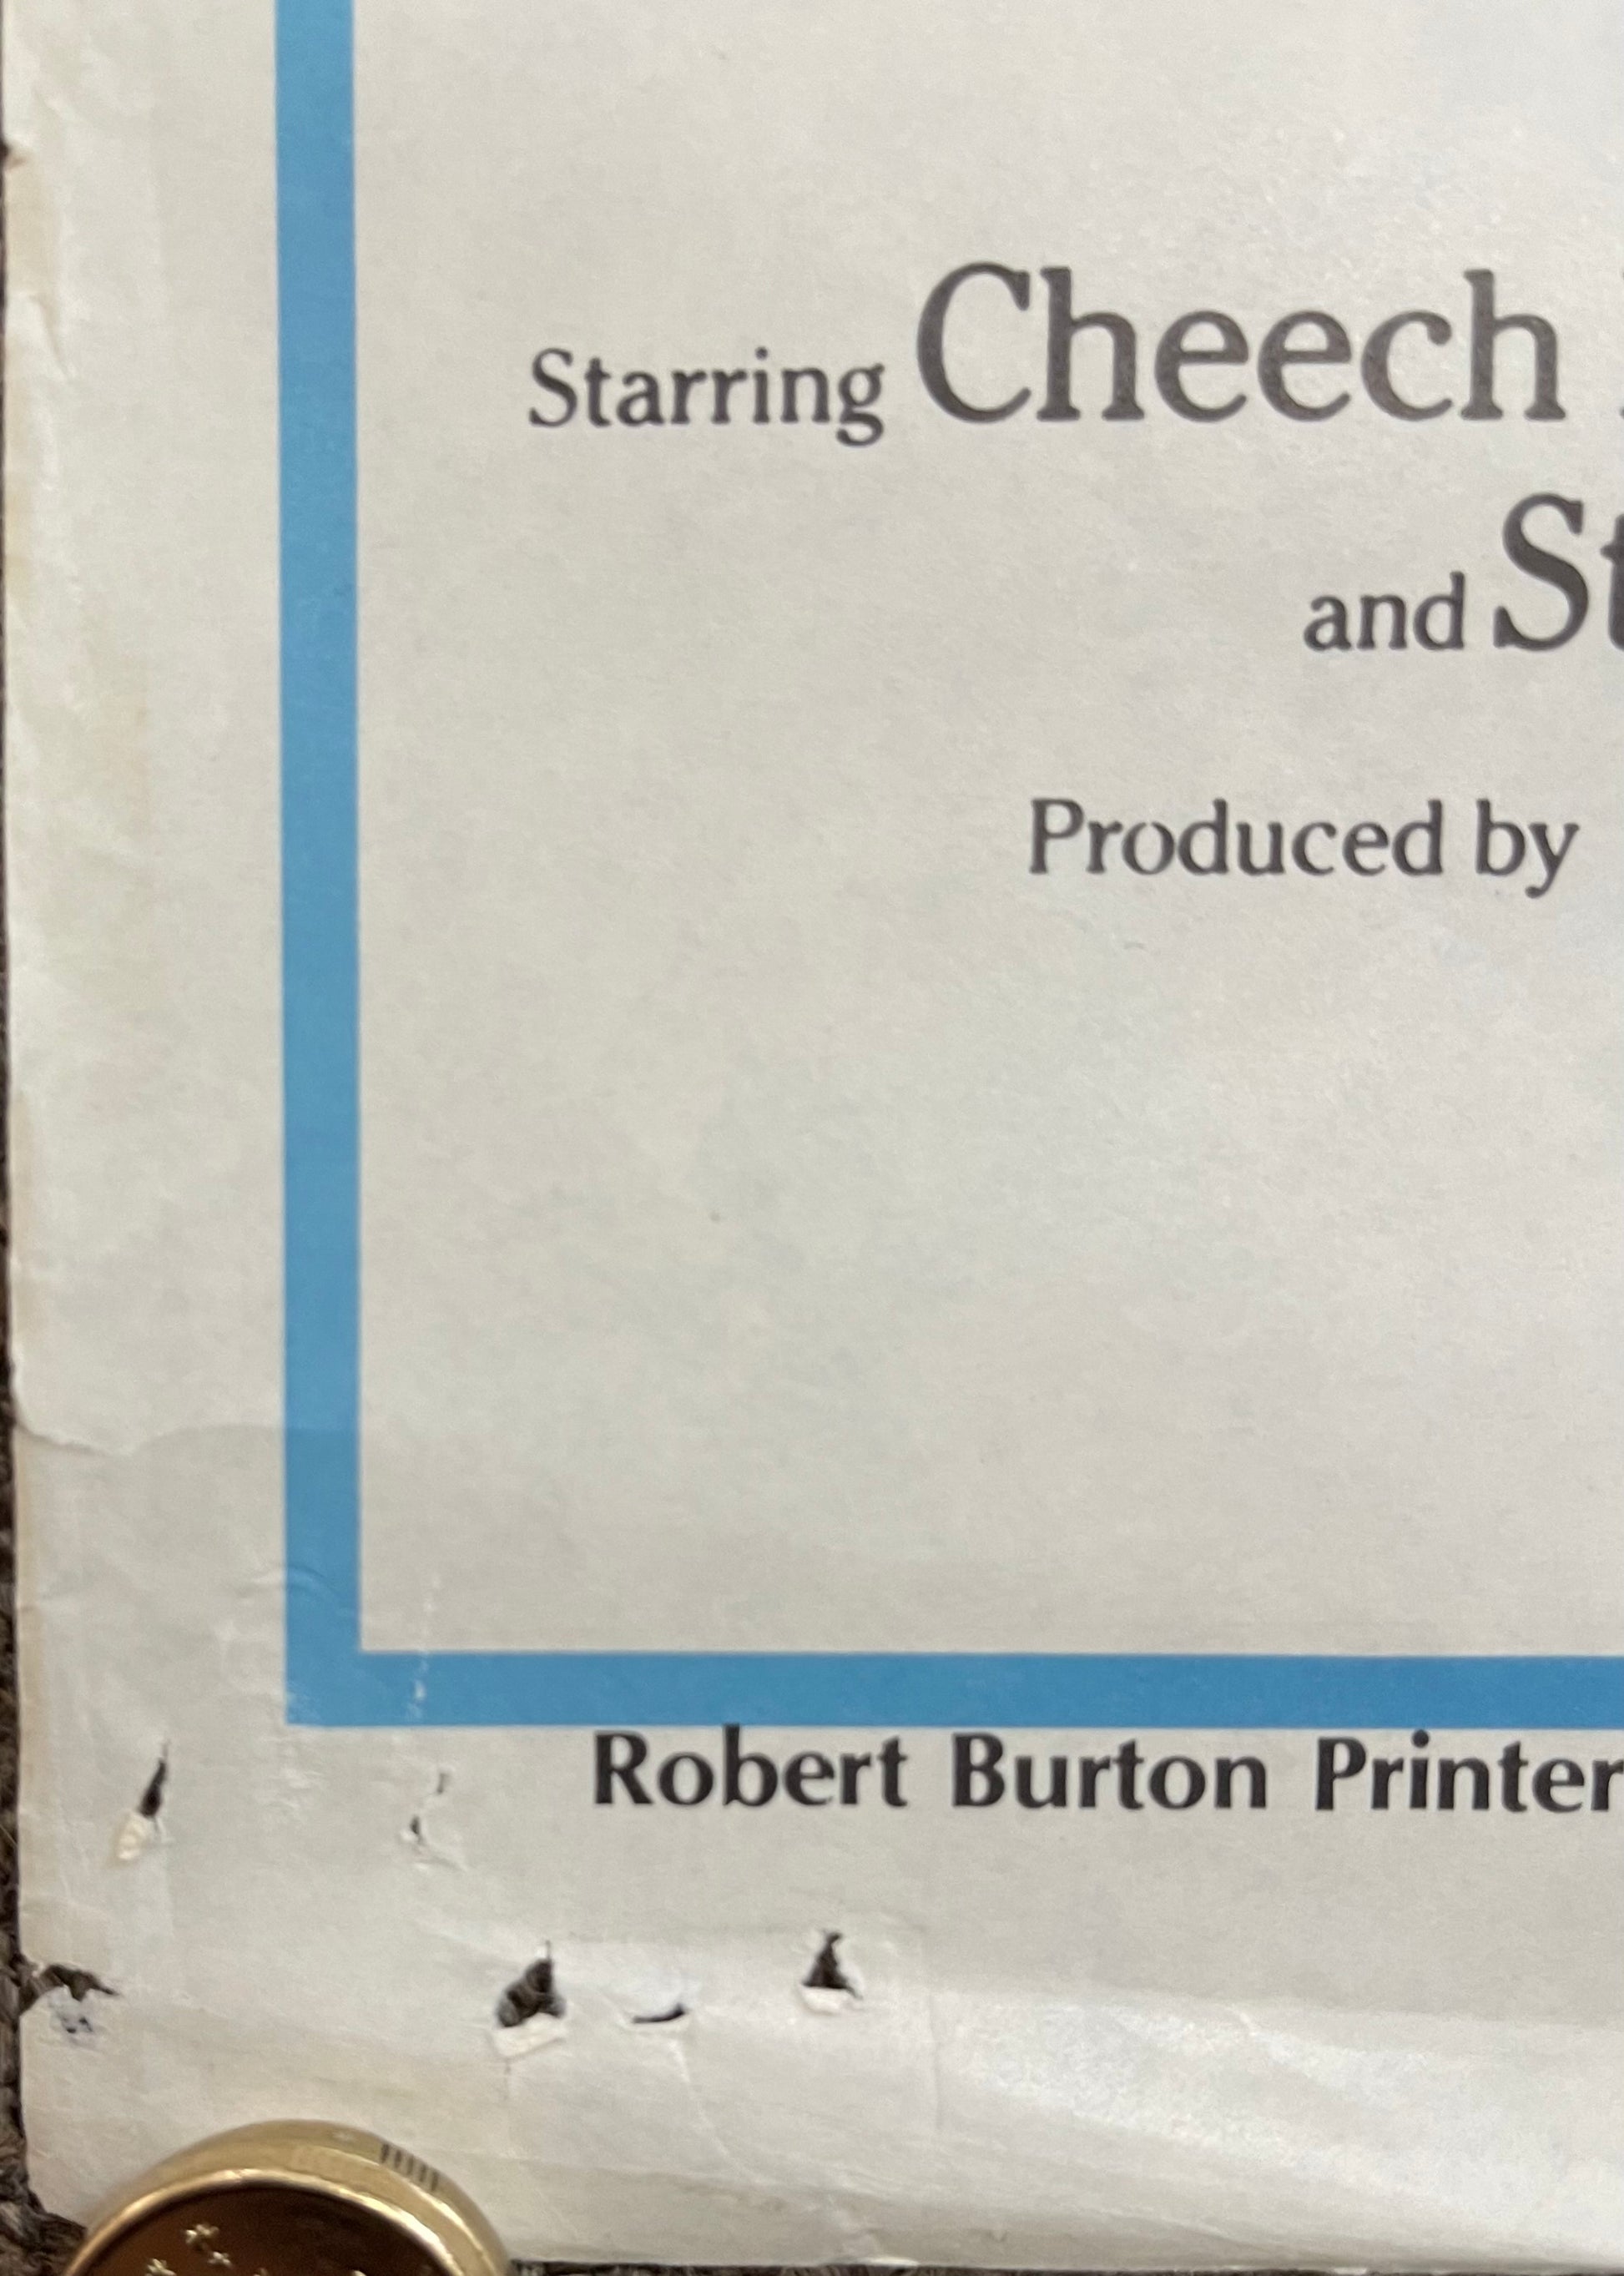 Starring Cheech
and St
Produced by
Robert Burton Printer